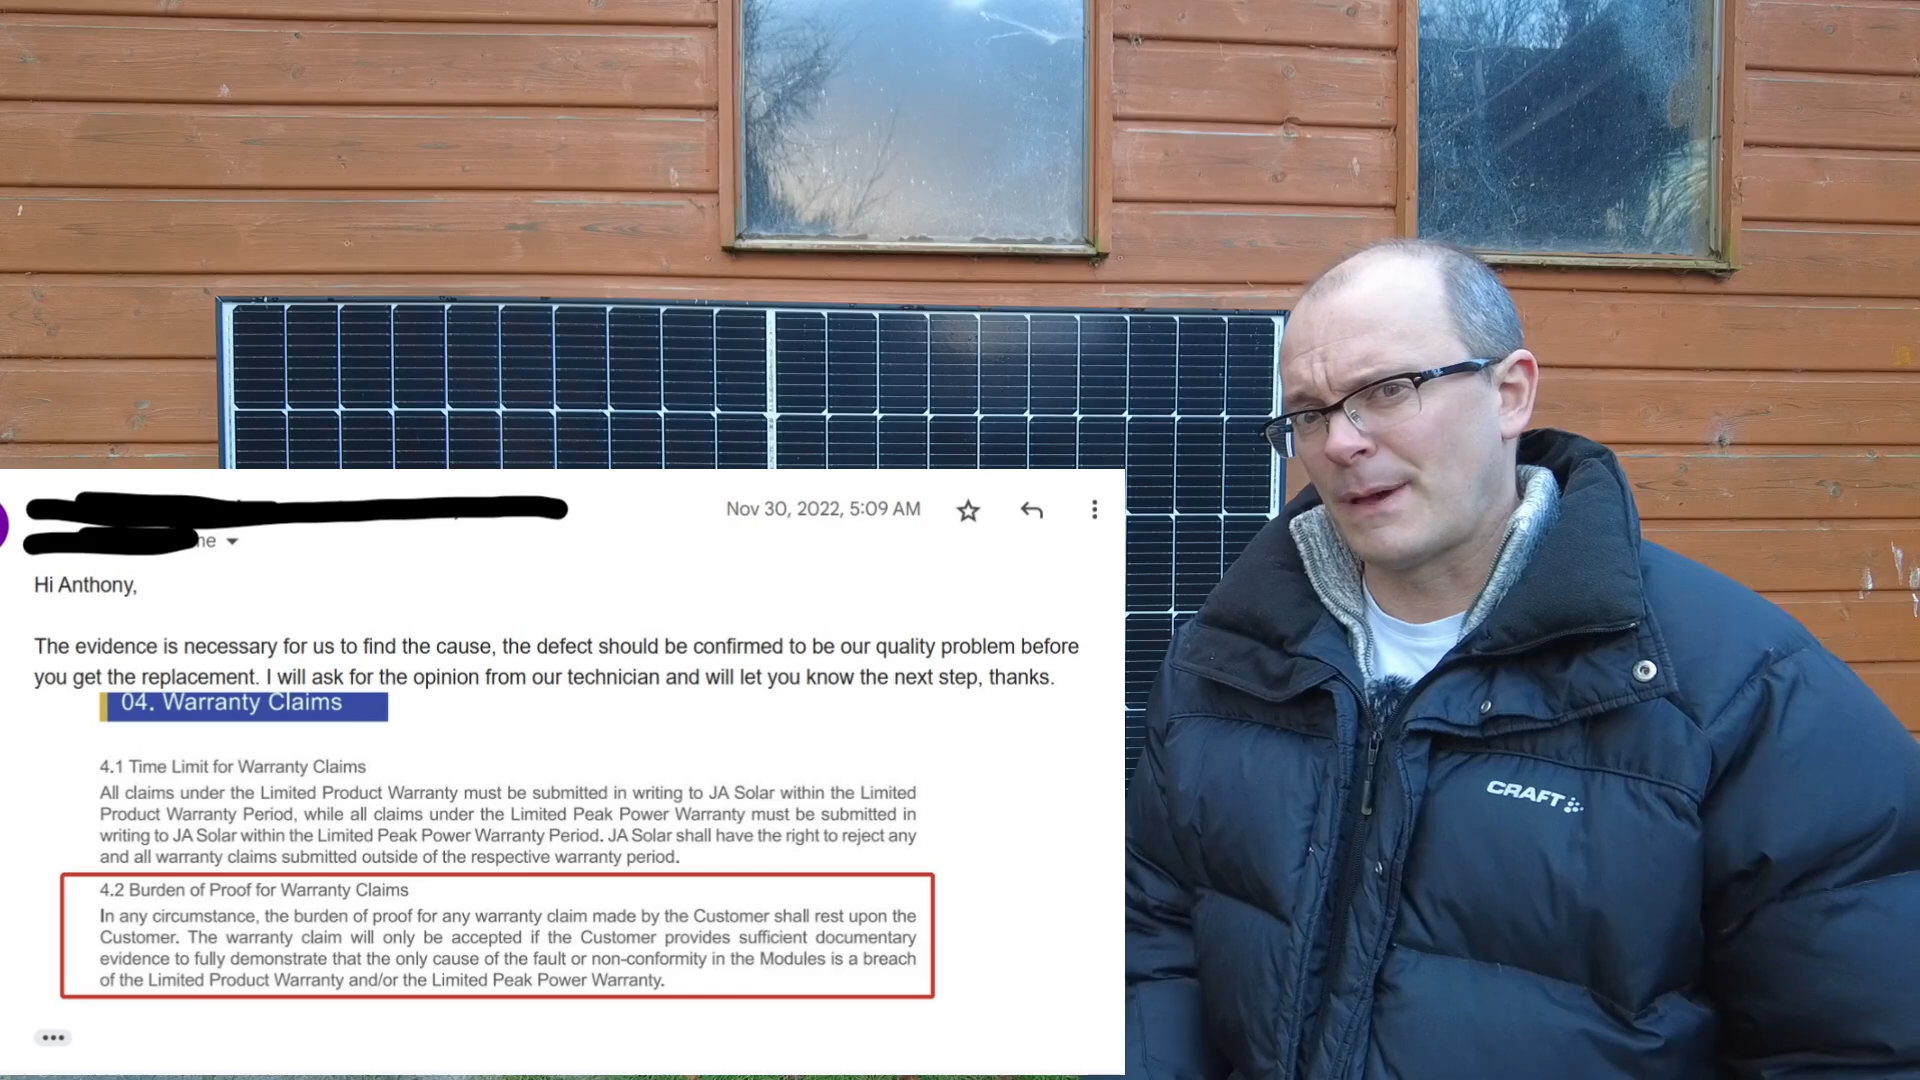 Nov 30, 2022, 5:09 AM
me
Hi Anthony,
The evidence is necessary for us to find the cause, the defect should be confirmed to be our quality problem before
you get the replacement. I will ask for the opinion from our technician and will let you know the next step, thanks.
04. Warranty Claims
4.1 Time Limit for Warranty Claims
All claims under the Limited Product Warranty must be submitted in writing to JA Solar within the Limited
Product Warranty Period, while all claims under the Limited Peak Power Warranty must be submitted in
writing to JA Solar within the Limited Peak Power Warranty Period. JA Solar shall have the right to reject any
and all warranty claims submitted outside of the respective warranty period.
4.2 Burden of Proof for Warranty Claims
In any circumstance, the burden of proof for any warranty claim made by the Customer shall rest upon the
Customer. The warranty claim will only be accepted if the Customer provides sufficient documentary
evidence to fully demonstrate that the only cause of the fault or non-conformity in the Modules is a breach
of the Limited Product Warranty and/or the Limited Peak Power Warranty.
CRAFT